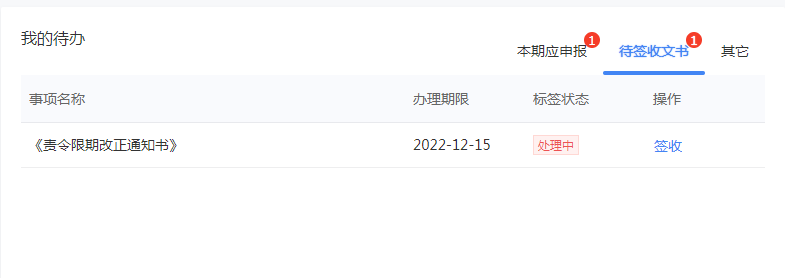 我的待办
本期应申报 1 待签收文书 1 其它
事项名称 办理期限 标签状态 操作
《责令限期改正通知书》 2022-12-15 处理中 签收